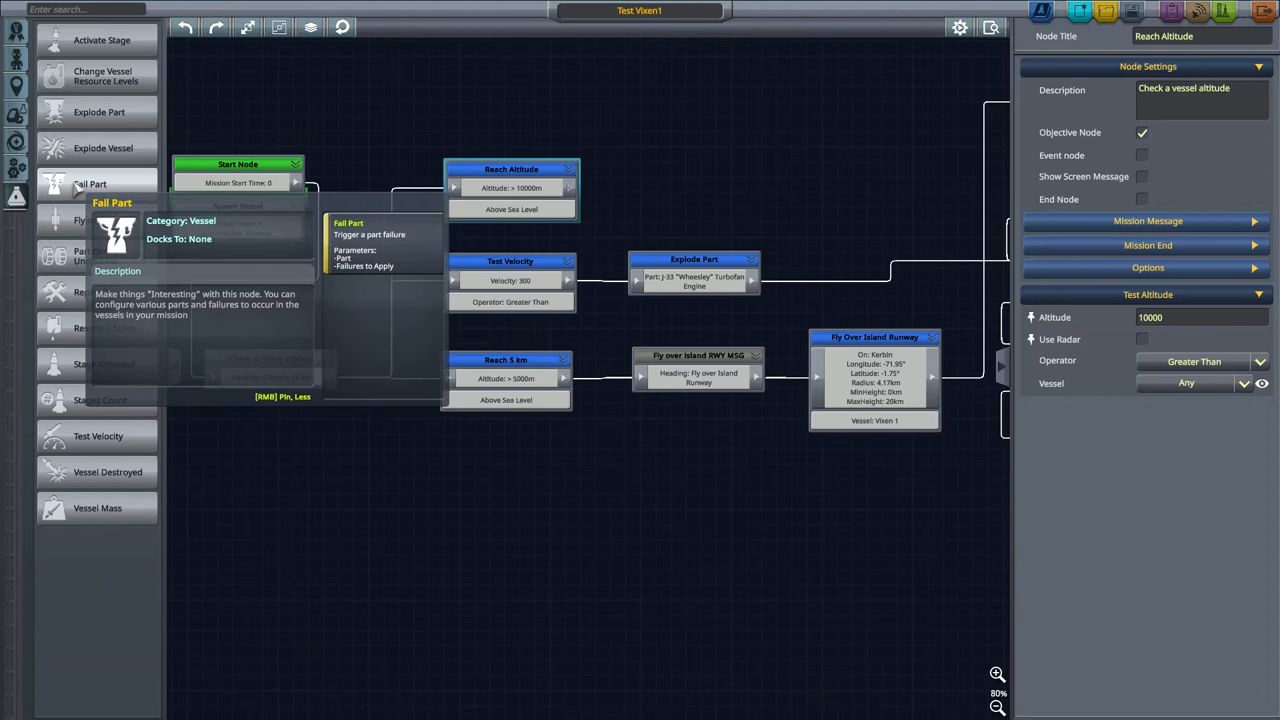 Enter search...
Test Vixen1
Activate Stage
Change Vessel
Resource Levels
Explode Part
Explode Vessel
Fail Part
Fail Part
Category: Vessel
Docks To: None
Description
Make things "Interesting" with this node. You can
configure various parts and failures to occur in the
vessels in your mission
[RMB] Pin, Less
Fail Part
Trigger a part failure
Parameters:
-Part
-Failures to Apply
Stages Count
Test Velocity
Vessel Destroyed
Vessel Mass
Start Node
Mission Start Time: 0
Spawn Vessel
Reach Altitude
Altitude: > 10000m
Above Sea Level
Test Velocity
Velocity: 300
Operator: Greater Than
Explode Part
Part: J-33 "Wheesley" Turbofan
Engine
Reach 5 km
Altitude: > 5000m
Above Sea Level
Fly over Island RWY MSG
Heading: Fly over Island
Runway
Fly Over Island Runway
On: Kerbin
Longitude: -71.95°
Latitude: -1.75°
Radius: 4.17km
MinHeight: 0km
MaxHeight: 20km
Vessel: Vixen 1
80%
Node Title
Reach Altitude
Node Settings
Description
Check a vessel altitude
Objective Node
Event node
Show Screen Message
End Node
Mission Message
Mission End
Options
Test Altitude
Altitude
10000
Use Radar
Operator
Greater Than
Vessel
Any